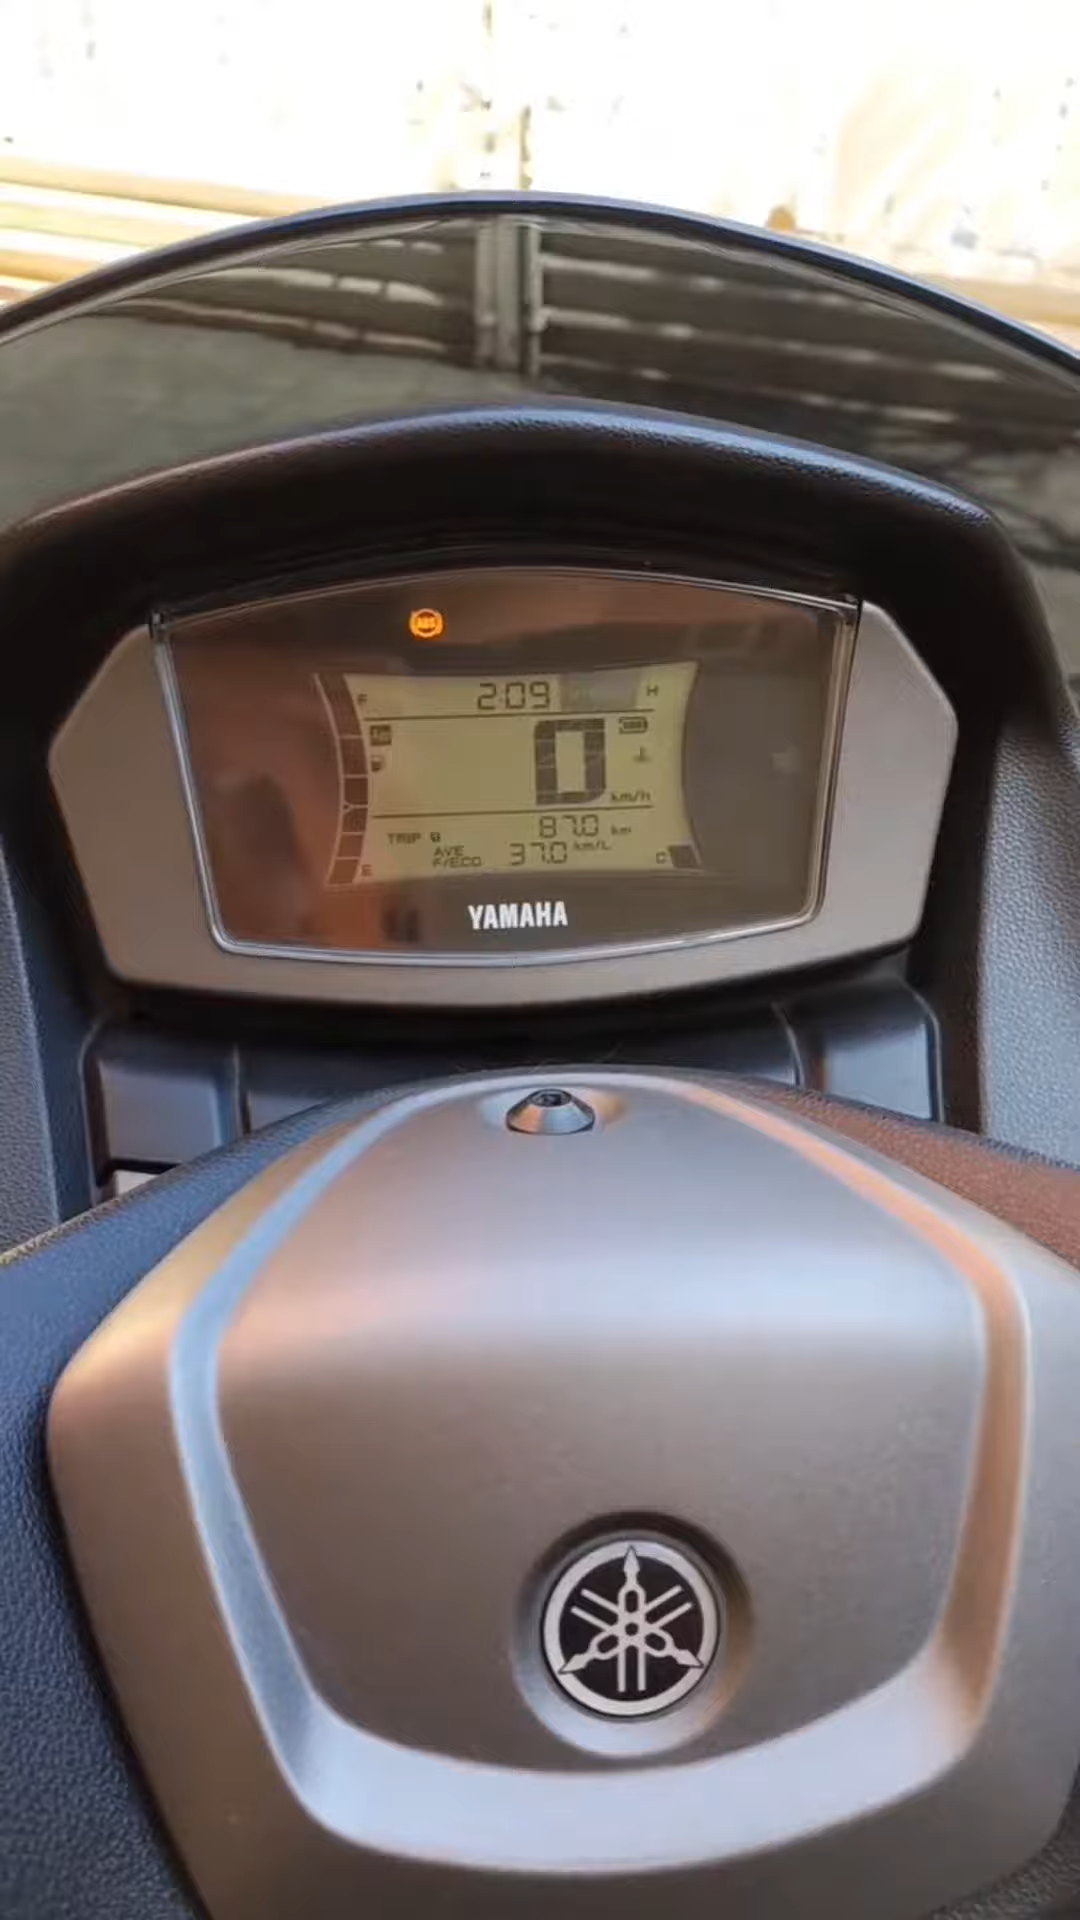 ABS
F 2:09 H
0
km/h
TRIP 87.0 km
AVE
F/ECO 37.0 km/L
E C
YAMAHA